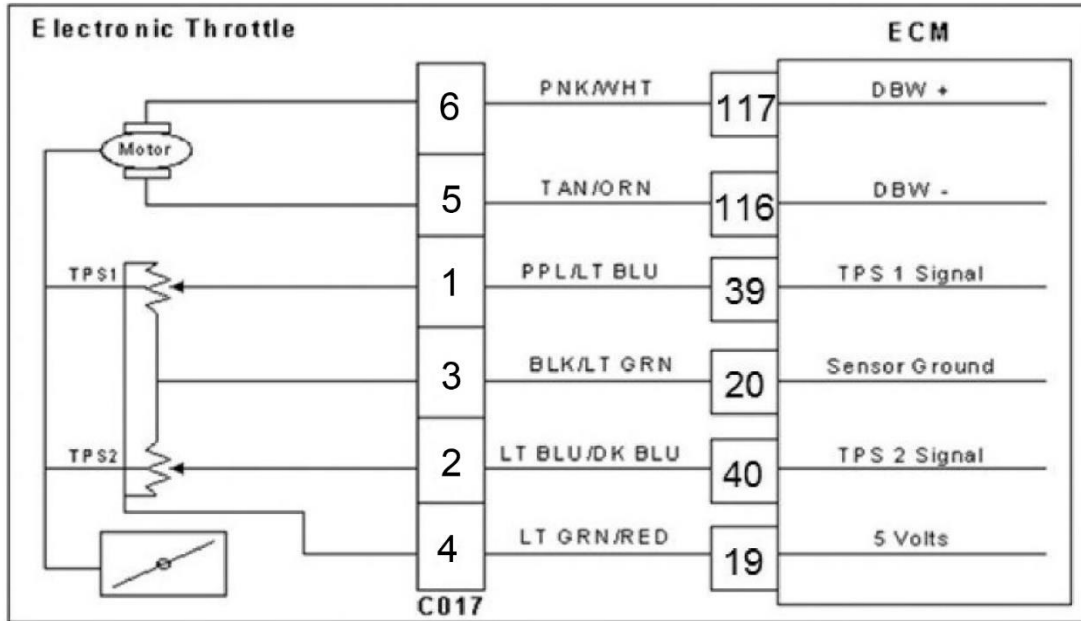 Electronic Throttle
ECM
6 PNK/WHT 117 DBW +
Motor
5 TAN/ORN 116 DBW -
TPS1 1 PPL/LT BLU 39 TPS 1 Signal
3 BLK/LT GRN 20 Sensor Ground
TPS2 2 LT BLU/DK BLU 40 TPS 2 Signal
4 LT GRN/RED 19 5 Volts
C017